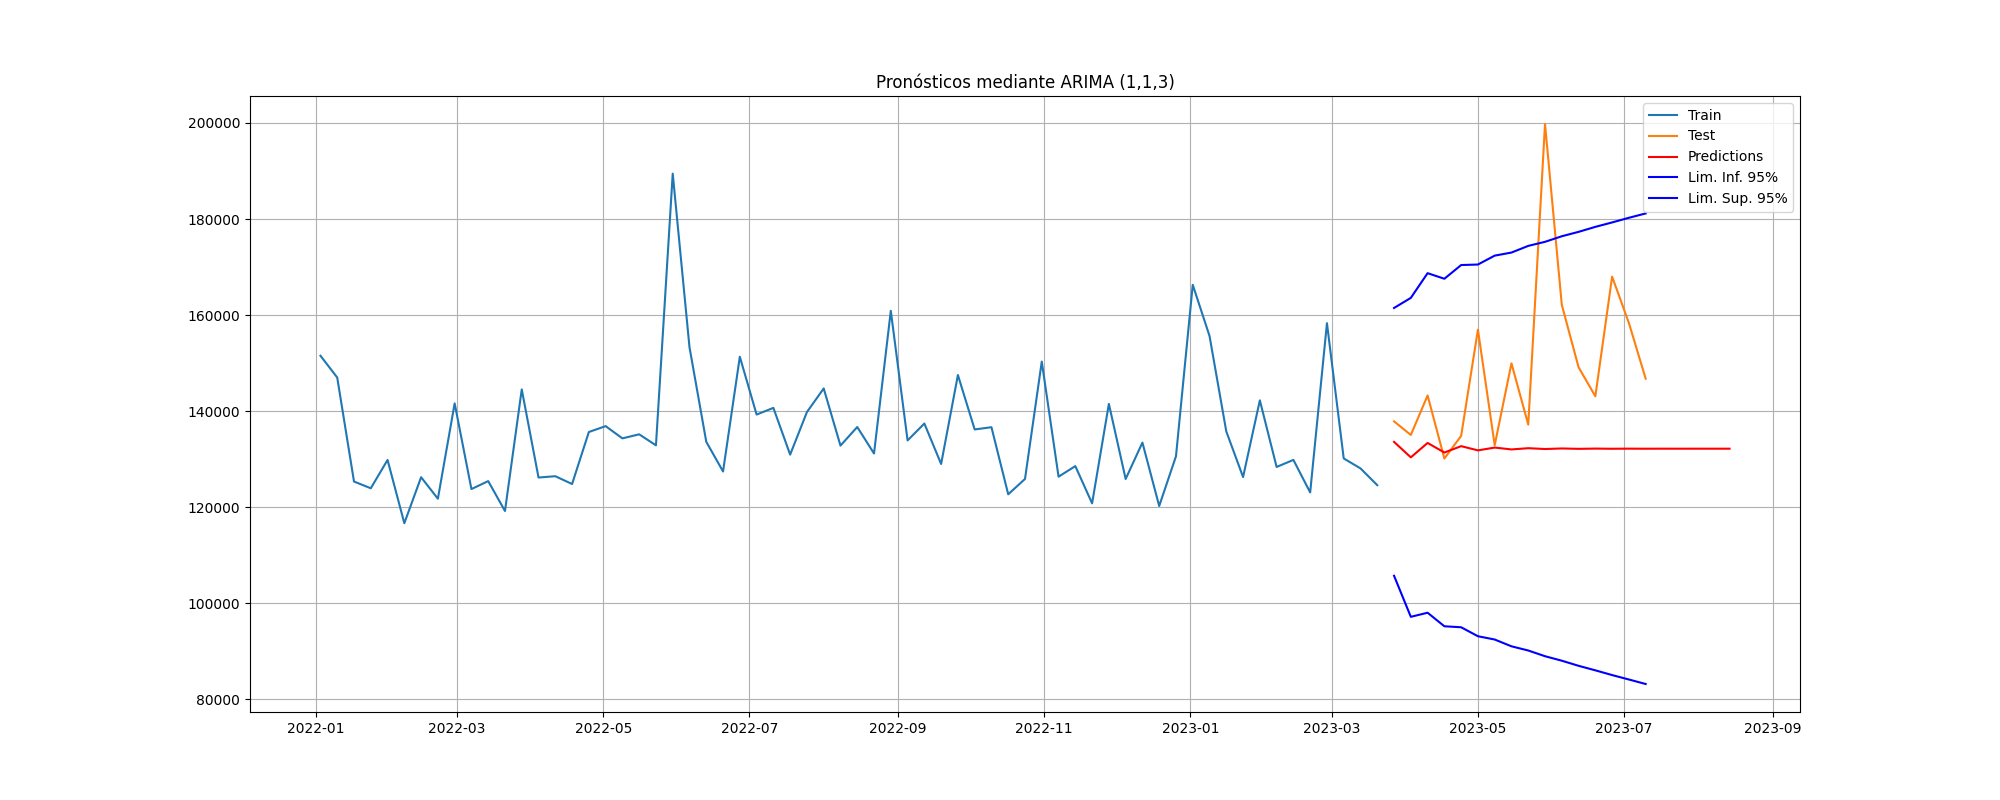 Pronósticos mediante ARIMA (1,1,3)
200000
180000
160000
140000
120000
100000
80000
Train
Test
Predictions
Lim. Inf. 95%
Lim. Sup. 95%
2022-01 2022-03 2022-05 2022-07 2022-09 2022-11 2023-01 2023-03 2023-05 2023-07 2023-09